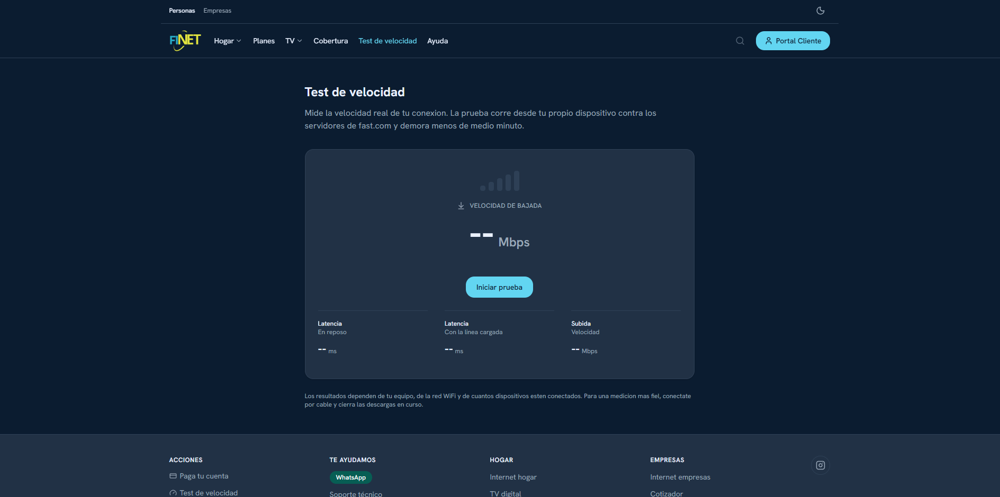 Personas Empresas
FINET Hogar Planes TV Cobertura Test de velocidad Ayuda Portal Cliente
Test de velocidad
Mide la velocidad real de tu conexion. La prueba corre desde tu propio dispositivo contra los
servidores de fast.com y demora menos de medio minuto.
VELOCIDAD DE BAJADA
-- Mbps
Iniciar prueba
Latencia
En reposo
-- ms
Latencia
Con la linea cargada
-- ms
Subida
Velocidad
-- Mbps
Los resultados dependen de tu equipo, de la red WiFi y de cuantos dispositivos esten conectados. Para una medicion mas fiel, conectate
por cable y cierra las descargas en curso.
ACCIONES
Paga tu cuenta
Test de velocidad
TE AYUDAMOS
WhatsApp
Soporte técnico
HOGAR
Internet hogar
TV digital
EMPRESAS
Internet empresas
Cotizador